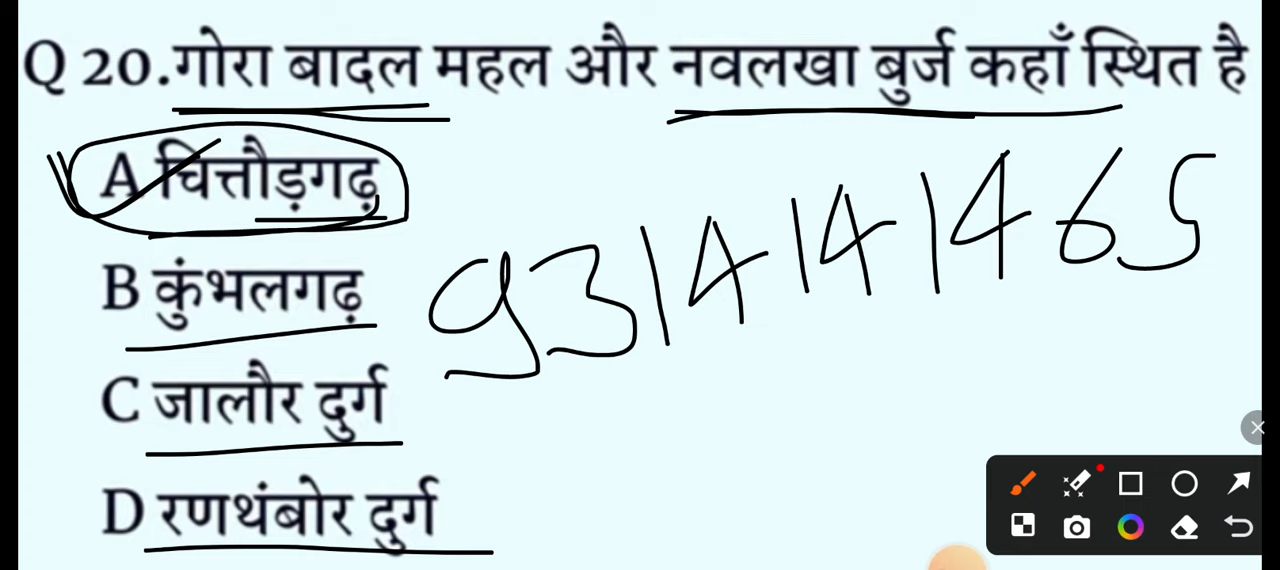 Q 20.गोरा बादल महल और नवलखा बुर्ज कहाँ स्थित है
A चित्तौड़गढ़
B कुंभलगढ़
9314141465
C जालौर दुर्ग
D रणथंबोर दुर्ग